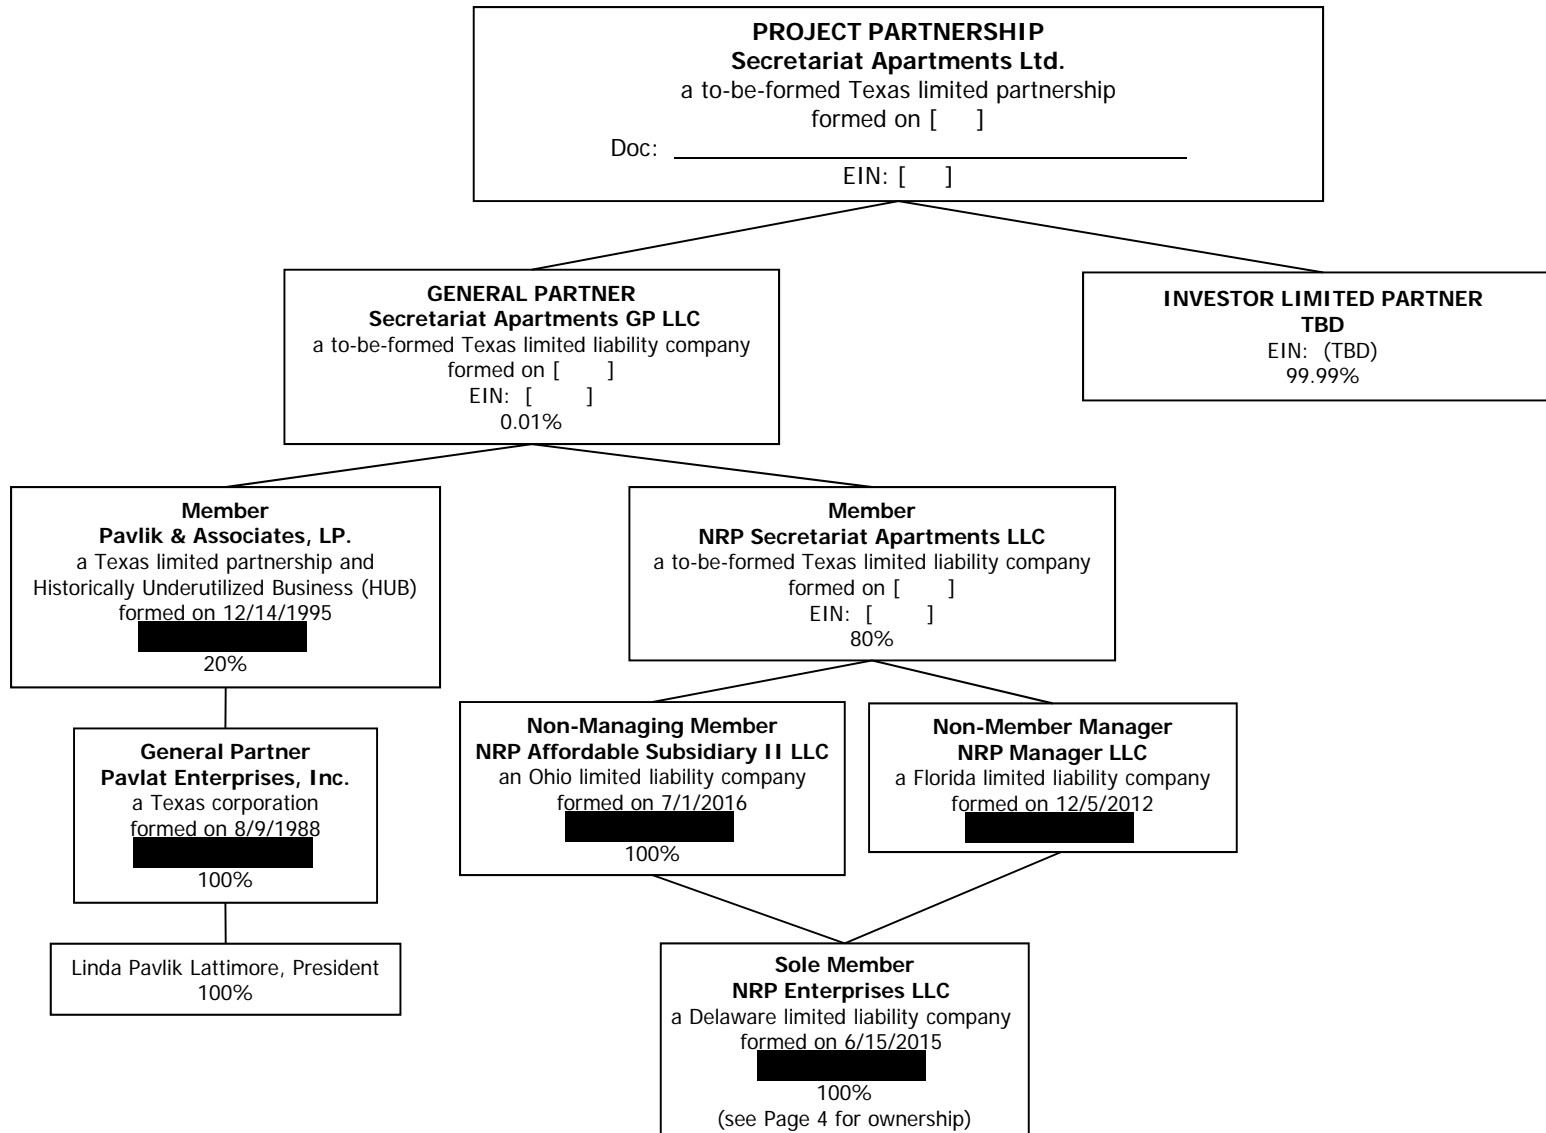 PROJECT PARTNERSHIP
Secretariat Apartments Ltd.
a to-be-formed Texas limited partnership
formed on [ ]
Doc:
EIN: [ ]
GENERAL PARTNER
Secretariat Apartments GP LLC
a to-be-formed Texas limited liability company
formed on [ ]
EIN: [ ]
0.01%
INVESTOR LIMITED PARTNER
TBD
EIN: (TBD)
99.99%
Member
Pavlik & Associates, LP.
a Texas limited partnership and
Historically Underutilized Business (HUB)
formed on 12/14/1995
20%
Member
NRP Secretariat Apartments LLC
a to-be-formed Texas limited liability company
formed on [ ]
EIN: [ ]
80%
General Partner
Pavlat Enterprises, Inc.
a Texas corporation
formed on 8/9/1988
100%
Non-Managing Member
NRP Affordable Subsidiary II LLC
an Ohio limited liability company
formed on 7/1/2016
100%
Non-Member Manager
NRP Manager LLC
a Florida limited liability company
formed on 12/5/2012
Linda Pavlik Lattimore, President
100%
Sole Member
NRP Enterprises LLC
a Delaware limited liability company
formed on 6/15/2015
100%
(see Page 4 for ownership)